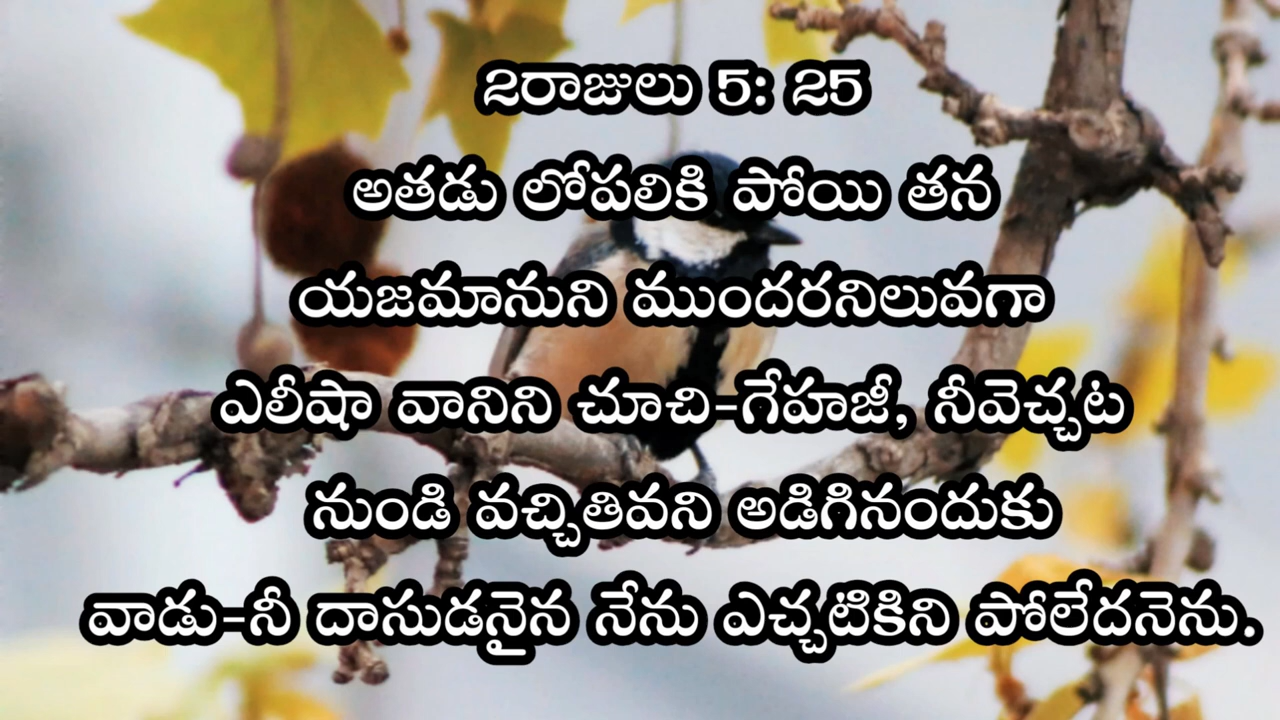 2రాజులు 5: 25
అతడు లోపలికి పోయి తన
యజమానుని ముందరనిలువగా
ఎలీషా వానిని చూచి-గేహజీ, నీవెచ్చట
నుండి వచ్చితివని అడిగినందుకు
వాడు-నీ దాసుడనైన నేను ఎచ్చటికిని పోలేదనెను.